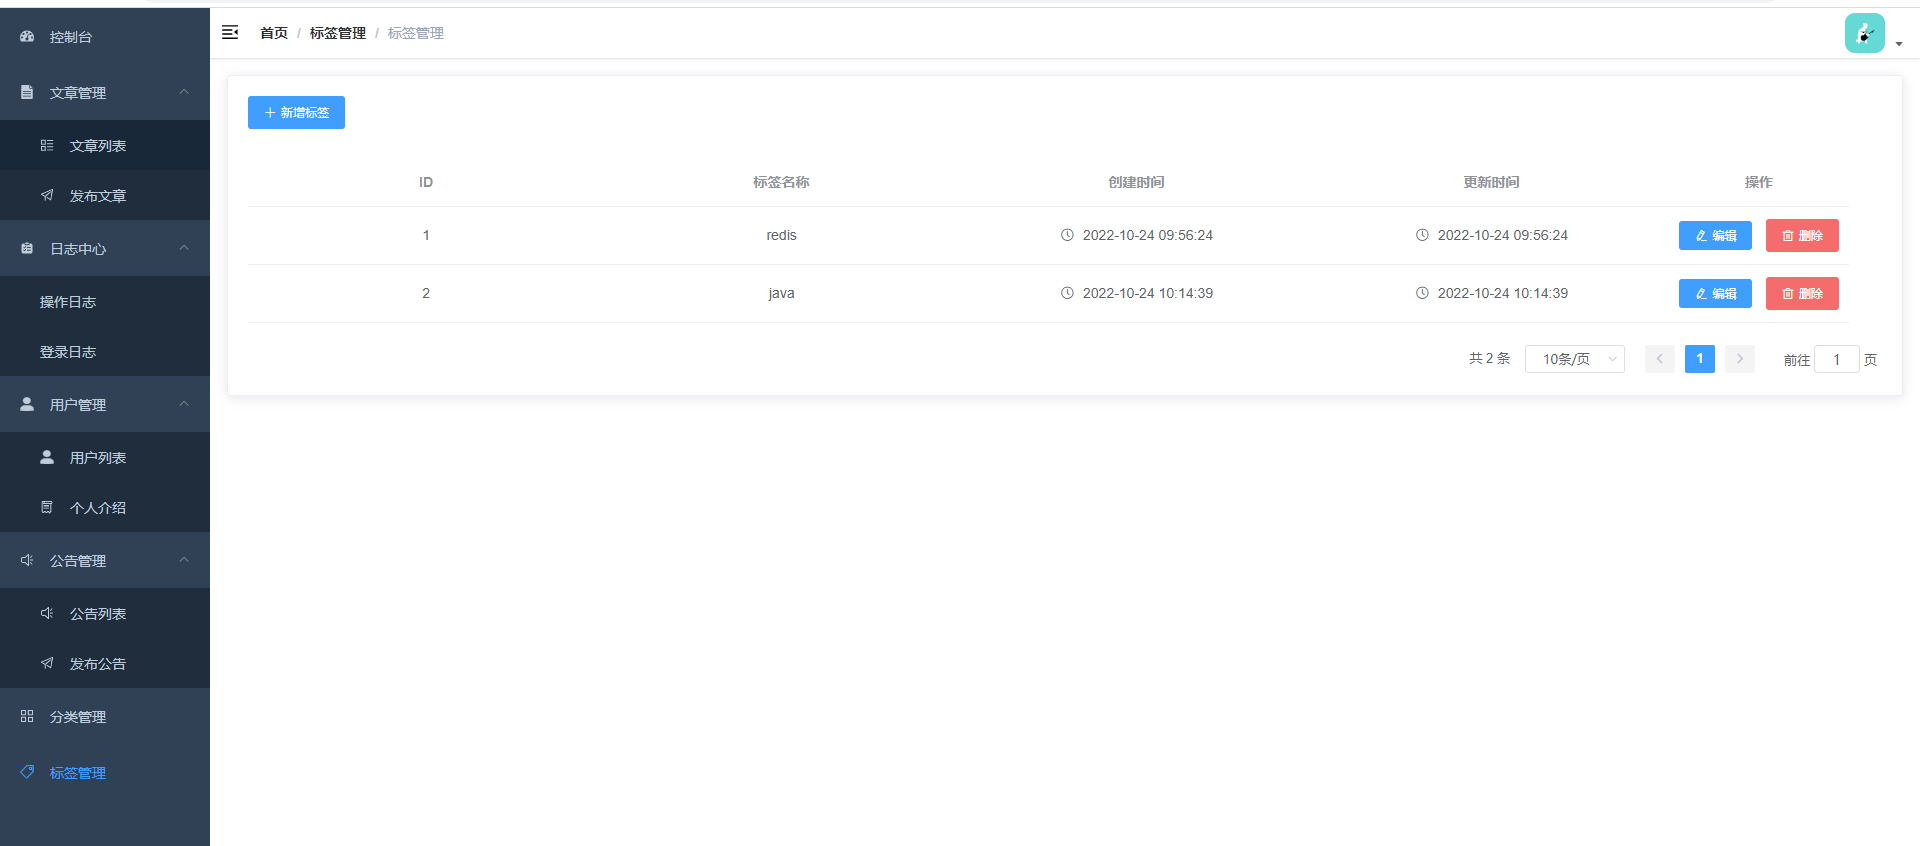 控制台
文章管理
文章列表
发布文章
日志中心
操作日志
登录日志
用户管理
用户列表
个人介绍
公告管理
公告列表
发布公告
分类管理
标签管理
首页 / 标签管理 / 标签管理
新增标签
ID 标签名称 创建时间 更新时间 操作
1 redis 2022-10-24 09:56:24 2022-10-24 09:56:24 编辑 删除
2 java 2022-10-24 10:14:39 2022-10-24 10:14:39 编辑 删除
共 2 条 10条/页 1 前往 1 页